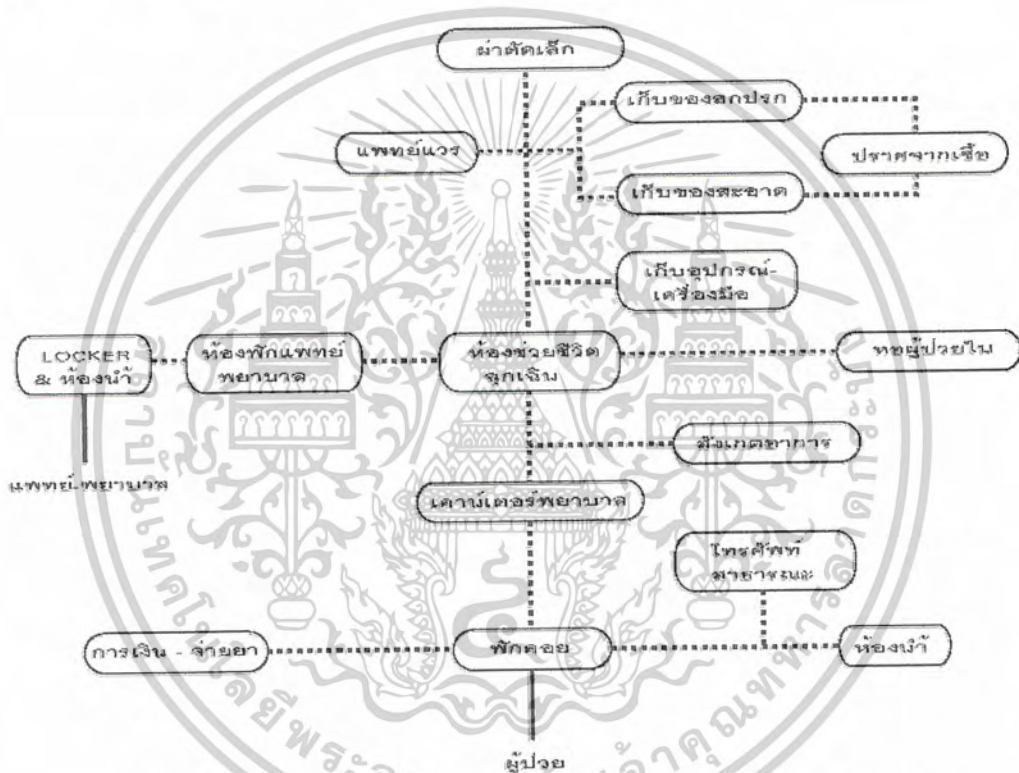 ผ่าตัดเล็ก
เก็บของสกปรก
แพทย์เวร
ปราศจากเชื้อ
เก็บของสะอาด
เก็บอุปกรณ์-
เครื่องมือ
LOCKER
& ห้องน้ำ
ห้องพักแพทย์
พยาบาล
ห้องช่วยชีวิต
ฉุกเฉิน
หอผู้ป่วยใน
สังเกตอาการ
แพทย์-พยาบาล
เคาน์เตอร์พยาบาล
โทรศัพท์
สาธารณะ
การเงิน - จ่ายยา
พักคอย
ห้องน้ำ
ผู้ป่วย